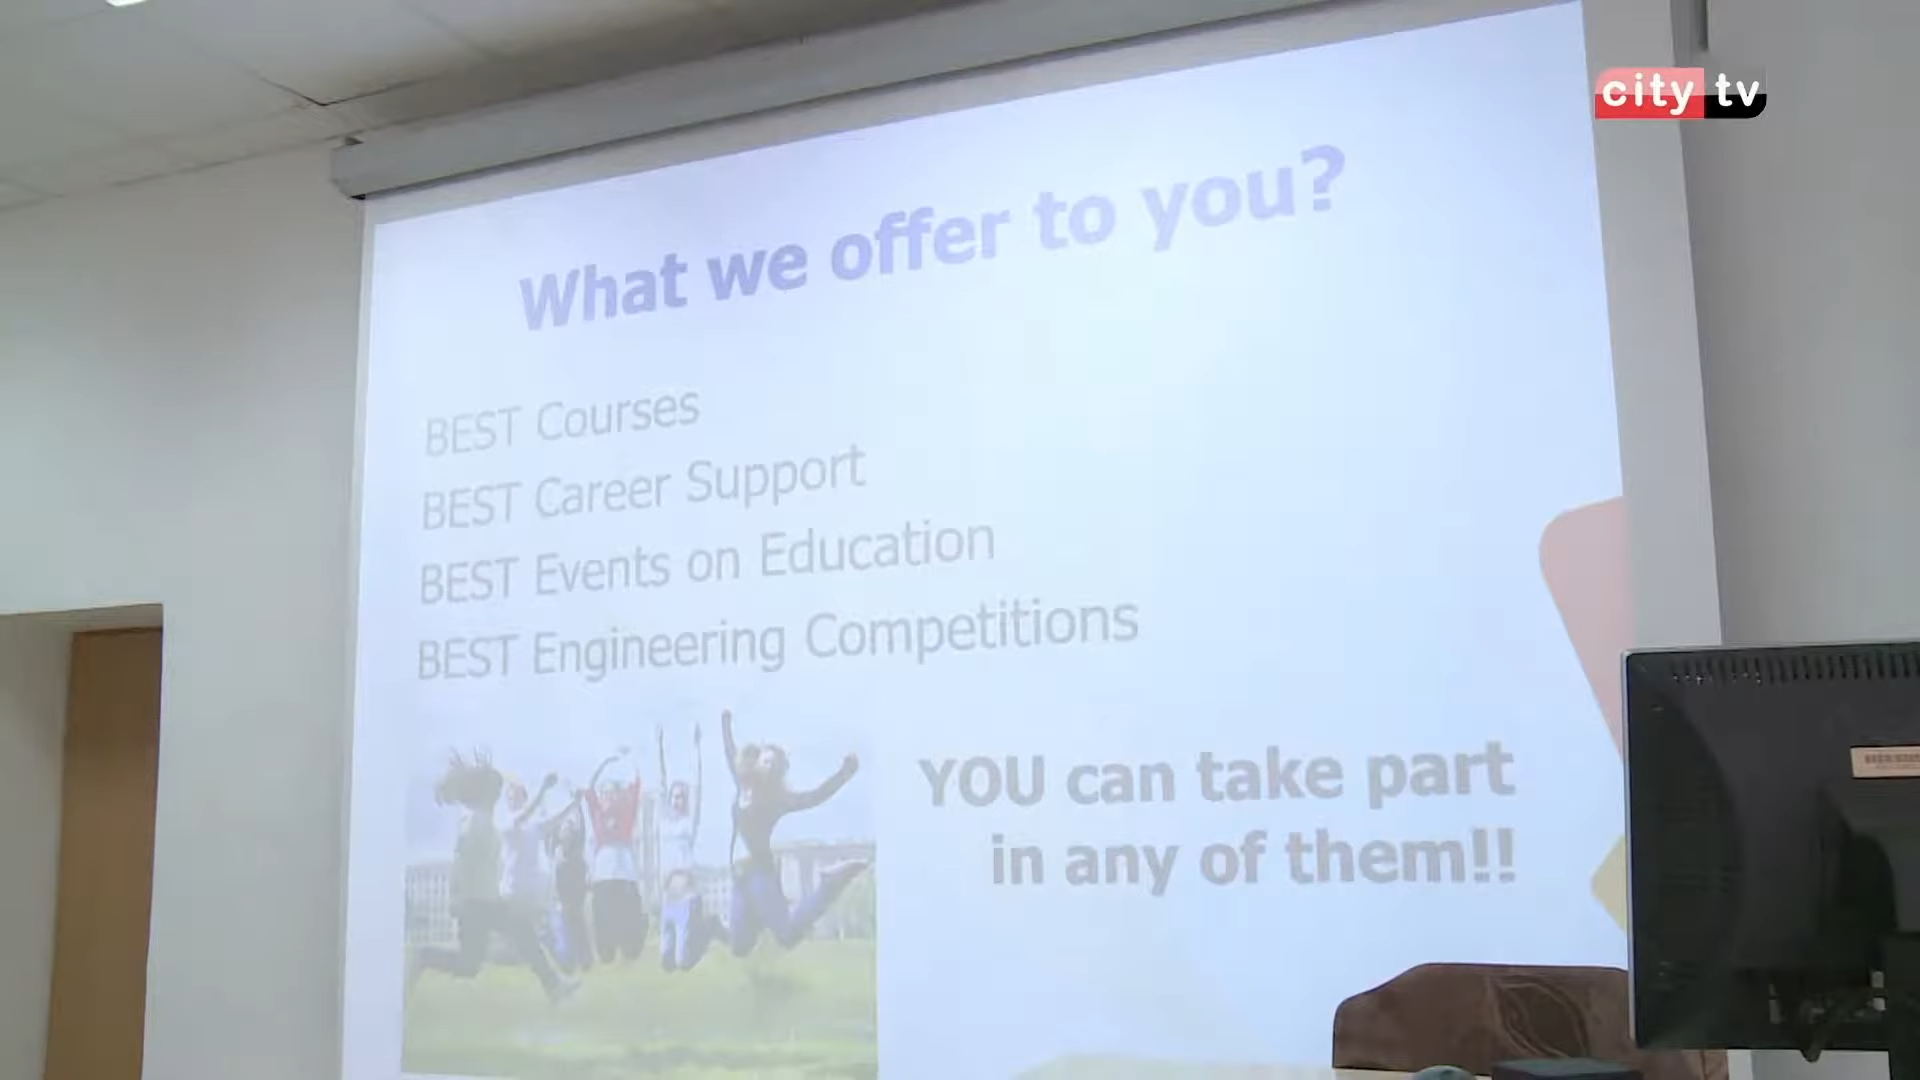 city tv
What we offer to you?
BEST Courses
BEST Career Support
BEST Events on Education
BEST Engineering Competitions
YOU can take part
in any of them!!